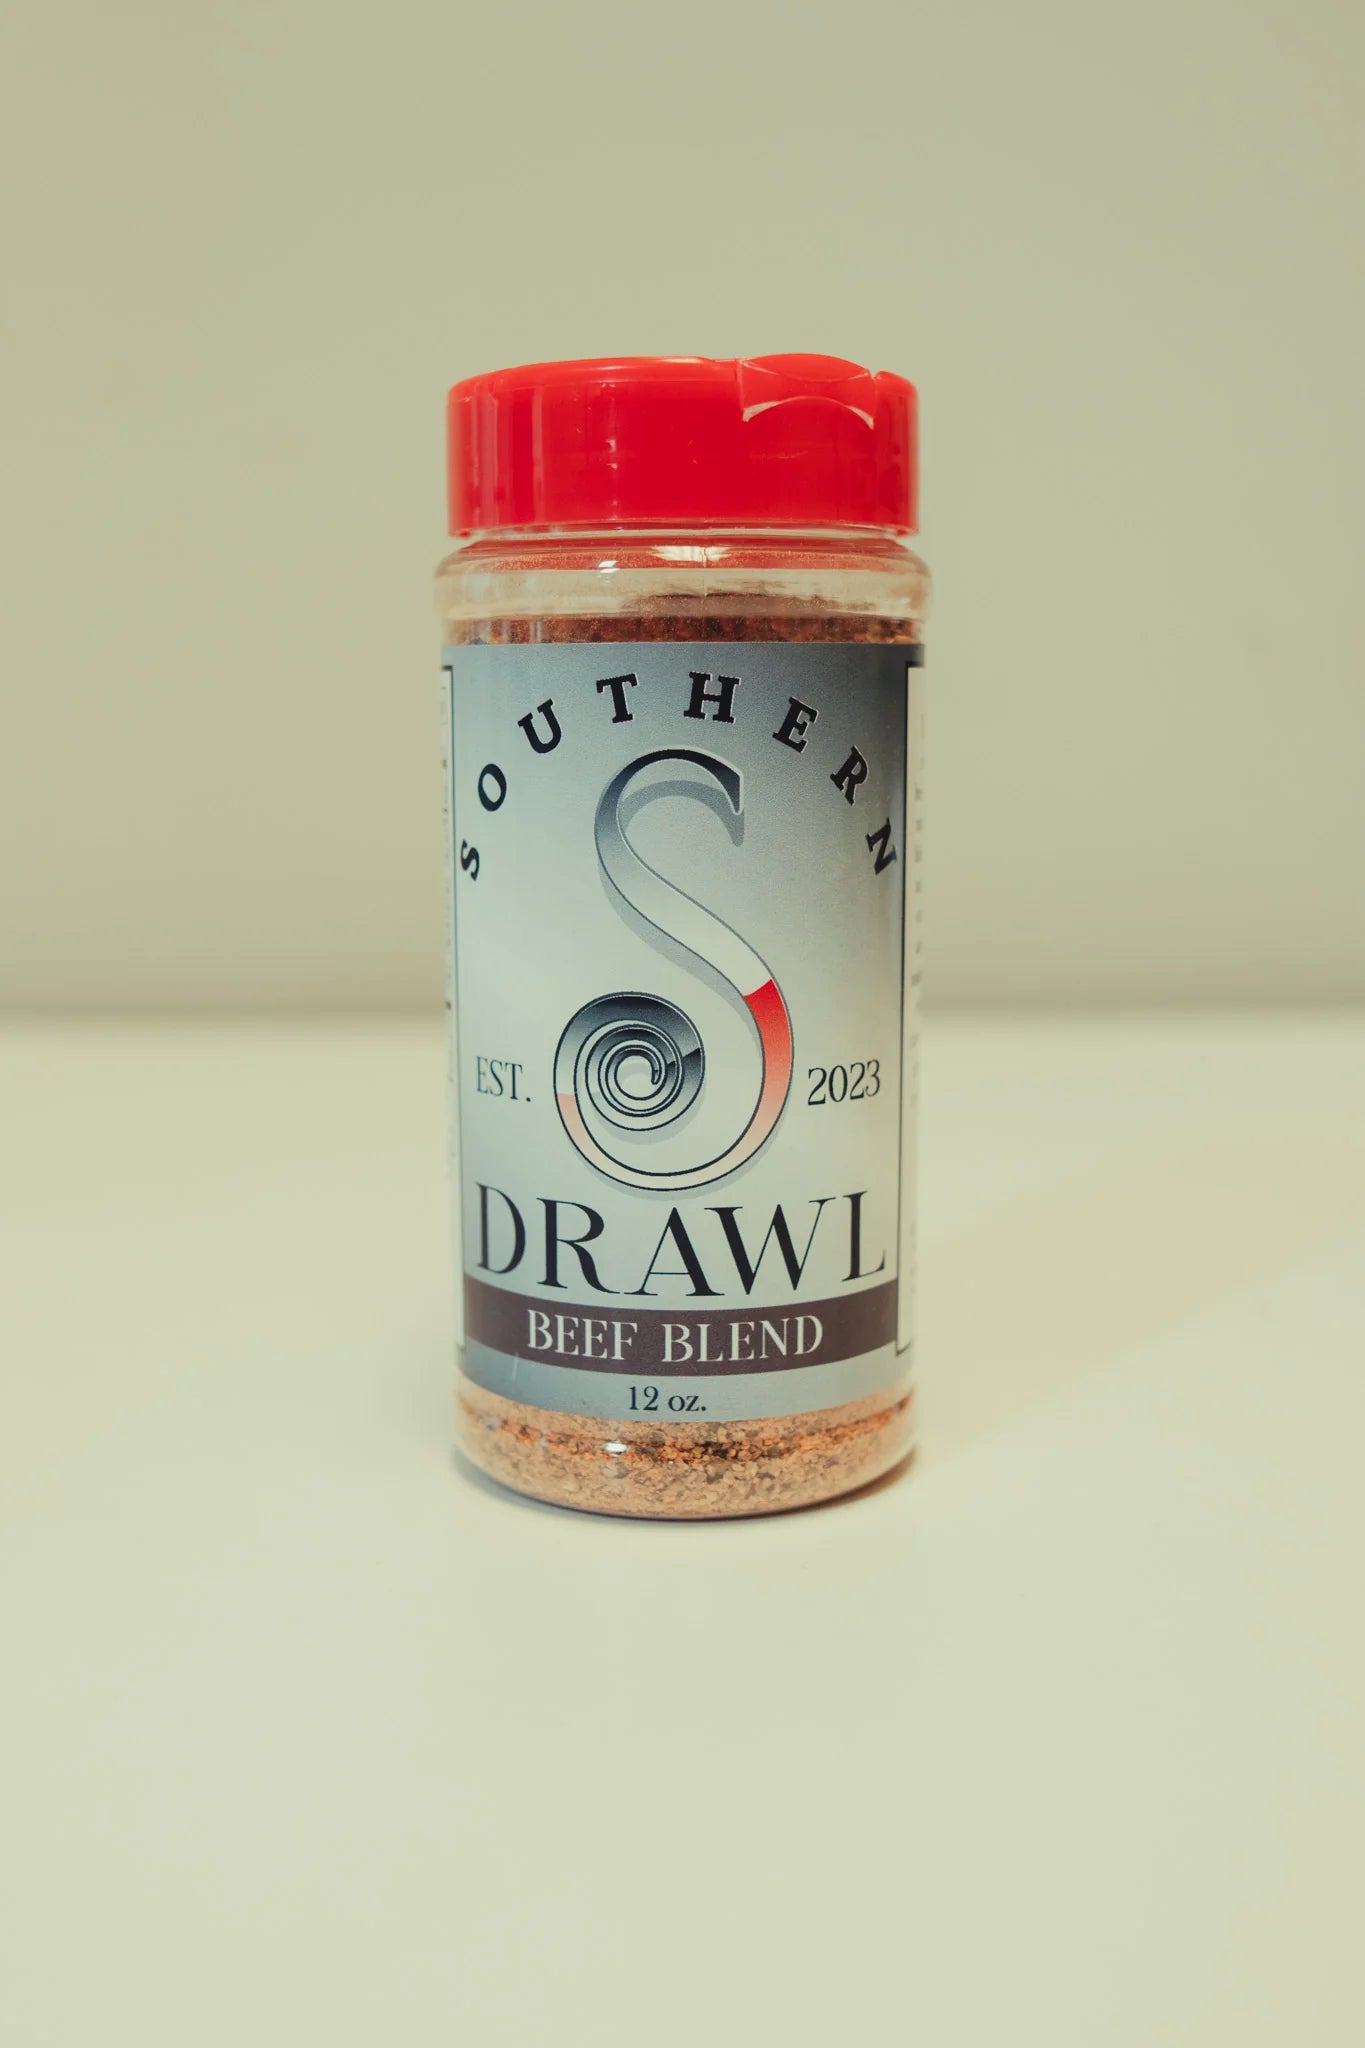 SOUTHERN
S
EST. 2023
DRAWL
BEEF BLEND
12 oz.